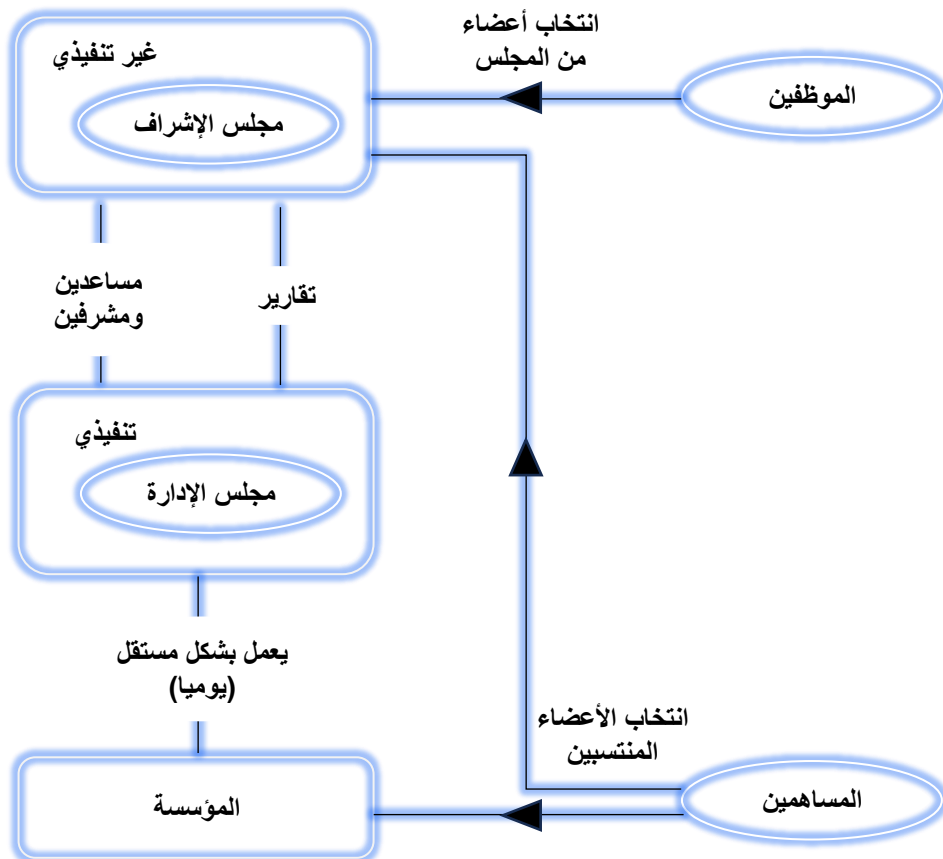 انتخاب أعضاء
من المجلس
الموظفين
غير تنفيذي
مجلس الإشراف
تقارير
مساعدين
ومشرفين
تنفيذي
مجلس الإدارة
يعمل بشكل مستقل
(يوميا)
انتخاب الأعضاء
المنتسبين
المساهمين
المؤسسة